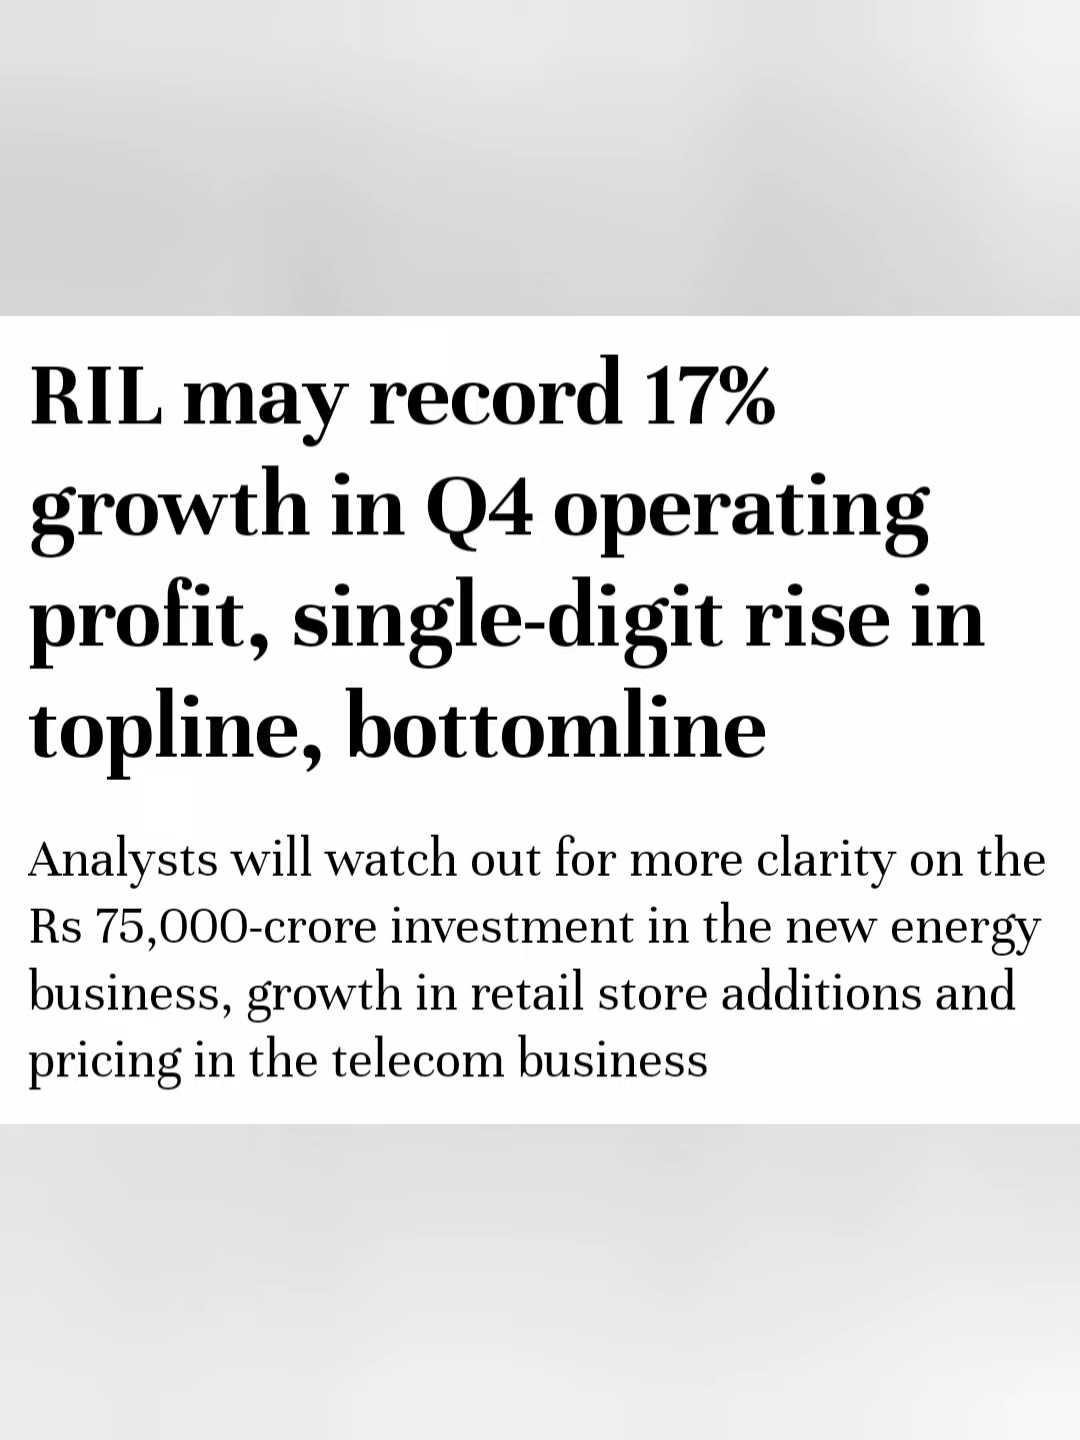 RIL may record 17%
growth in Q4 operating
profit, single-digit rise in
topline, bottomline
Analysts will watch out for more clarity on the
Rs 75,000-crore investment in the new energy
business, growth in retail store additions and
pricing in the telecom business